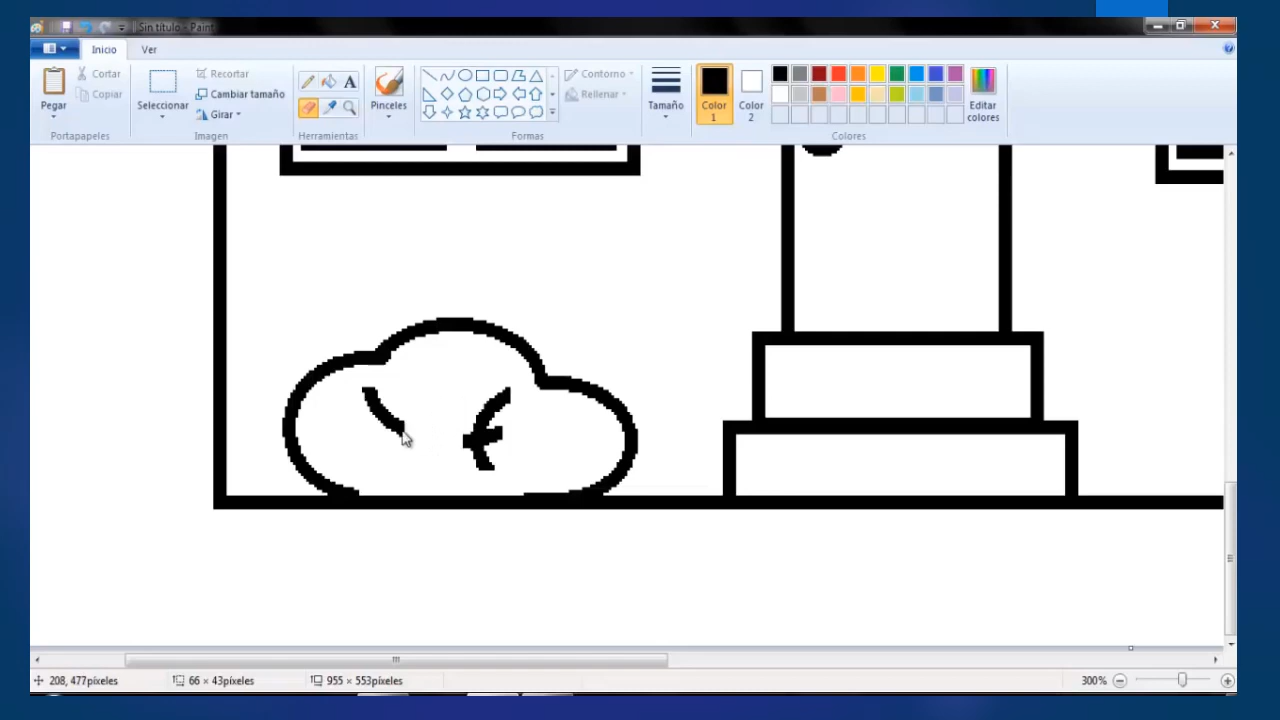 Sin título - Paint
Inicio Ver
Pegar
Cortar
Copiar
Portapapeles
Seleccionar
Recortar
Cambiar tamaño
Girar
Imagen
A
Herramientas
Pinceles
Contorno
Rellenar
Formas
Tamaño
Color
1
Color
2
Editar
colores
Colores
208, 477píxeles 66 × 43píxeles 955 × 553píxeles 300%